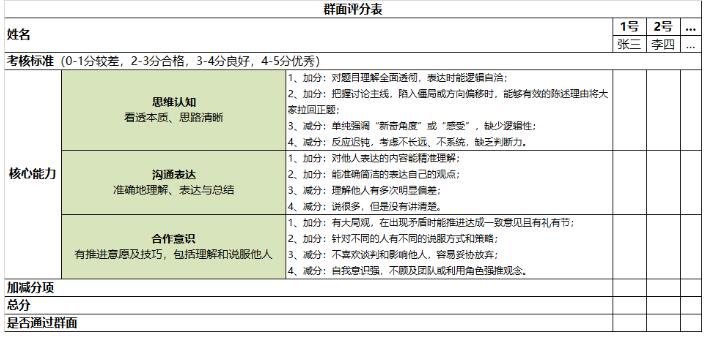 群面评分表
姓名
1号 2号 ...
张三 李四 ...
考核标准（0-1分较差，2-3分合格，3-4分良好，4-5分优秀）
核心能力
思维认知
看透本质、思路清晰
1、加分：对题目理解全面透彻，表达时能逻辑自洽；
2、加分：把握讨论主线，陷入僵局或方向偏移时，能够有效的陈述理由将大
家拉回正题；
3、减分：单纯强调“新奇角度”或“感受”，缺少逻辑性；
4、减分：反应迟钝，考虑不长远、不系统，缺乏判断力。
沟通表达
准确地理解、表达与总结
1、加分：对他人表达的内容能精准理解；
2、加分：能准确简洁的表达自己的观点；
3、减分：理解他人有多次明显偏差；
4、减分：说很多，但是没有讲清楚。
合作意识
有推进意愿及技巧，包括理解和说服他人
1、加分：有大局观，在出现矛盾时能推进达成一致意见且有礼有节；
2、加分：针对不同的人有不同的说服方式和策略；
3、减分：不喜欢谈判和影响他人，容易妥协放弃；
4、减分：自我意识强，不顾及团队或利用角色强推观念。
加减分项
总分
是否通过群面